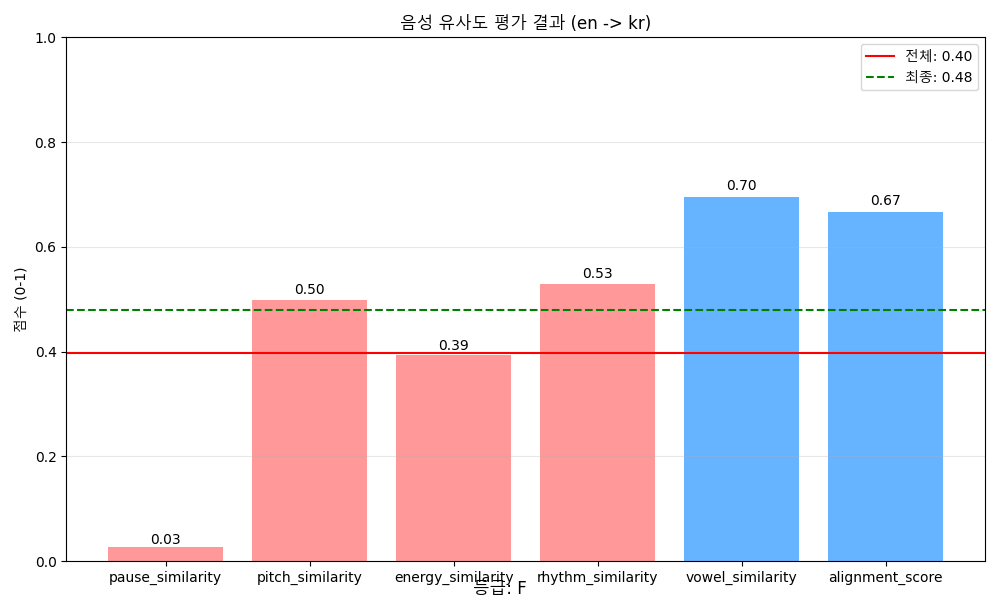 음성 유사도 평가 결과 (en -> kr)
전체: 0.40
최종: 0.48
점수 (0-1)
1.0
0.8
0.6
0.4
0.2
0.0
0.03
0.50
0.39
0.53
0.70
0.67
pause_similarity pitch_similarity energy_similarity rhythm_similarity vowel_similarity alignment_score
등급: F